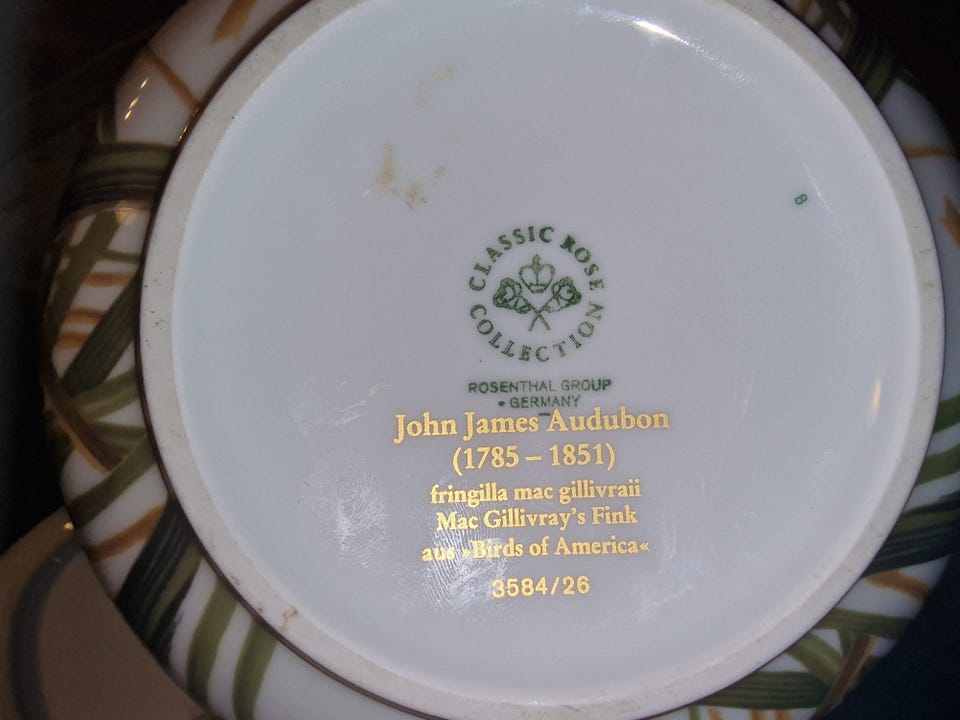 8
CLASSIC ROSE
COLLECTION
ROSENTHAL GROUP
• GERMANY
John James Audubon
(1785 – 1851)
fringilla mac gillivraii
Mac Gillivray's Fink
aus »Birds of America«
3584/26